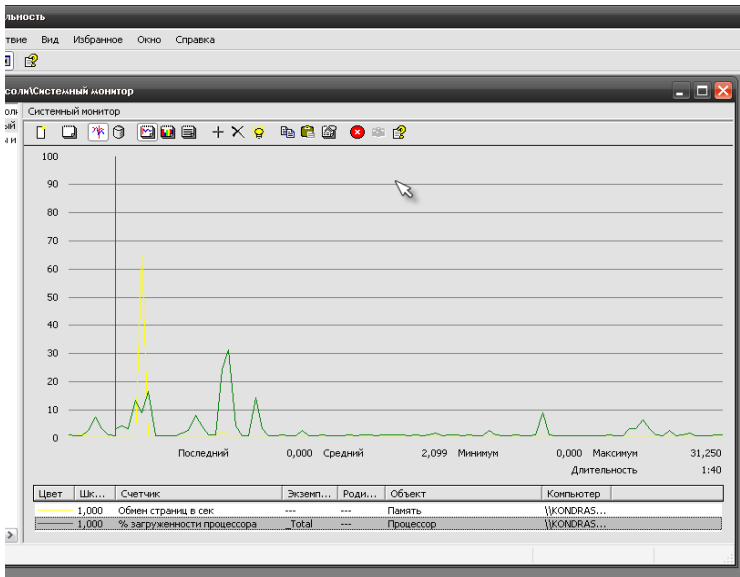 льность
твие Вид Избранное Окно Справка
соли\Системный монитор
оли Системный монитор
ый
ы и
100
90
80
70
60
50
40
30
20
10
0
Последний 0,000 Средний 2,099 Минимум 0,000 Максимум 31,250
Длительность 1:40
Цвет Шк... Счетчик Экземп... Роди... Объект Компьютер
1,000 Обмен страниц в сек --- --- Память \\KONDRAS...
1,000 % загруженности процессора _Total --- Процессор \\KONDRAS...